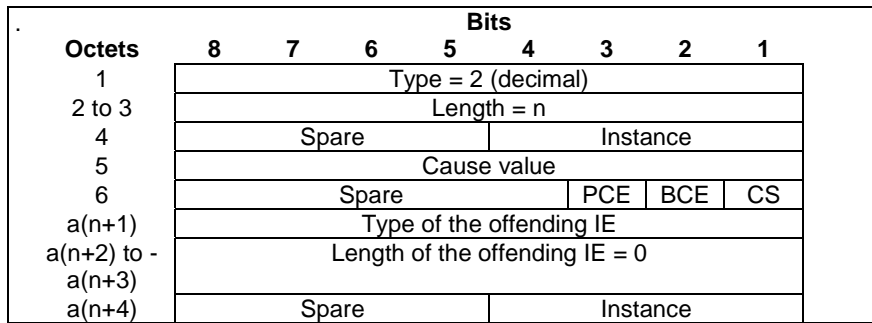 .
Bits
Octets 8 7 6 5 4 3 2 1
1 Type = 2 (decimal)
2 to 3 Length = n
4 Spare Instance
5 Cause value
6 Spare PCE BCE CS
a(n+1) Type of the offending IE
a(n+2) to - Length of the offending IE = 0
a(n+3)
a(n+4) Spare Instance